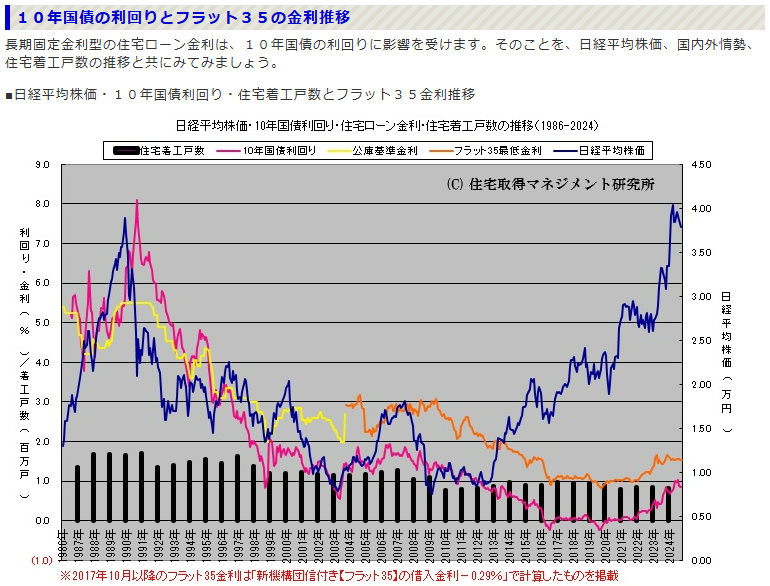 １０年国債の利回りとフラット３５の金利推移
長期固定金利型の住宅ローン金利は、１０年国債の利回りに影響を受けます。そのことを、日経平均株価、国内外情勢、
住宅着工戸数の推移と共にみてみましょう。
■日経平均株価・１０年国債利回り・住宅着工戸数とフラット３５金利推移
日経平均株価・10年国債利回り・住宅ローン金利・住宅着工戸数の推移（1986-2024）
住宅着工戸数 10年国債利回り 公庫基準金利 フラット35最低金利 日経平均株価
(C) 住宅取得マネジメント研究所
9.0
8.0
7.0
6.0
5.0
4.0
3.0
2.0
1.0
0.0
(1.0)
利回り・金利（％）／着工戸数（百万戸）
4.50
4.00
3.50
3.00
2.50
2.00
1.50
1.00
0.50
0.00
日経平均株価（万円）
1986年
1987年
1988年
1989年
1990年
1991年
1992年
1993年
1994年
1995年
1996年
1997年
1998年
1999年
2000年
2001年
2002年
2003年
2004年
2005年
2006年
2007年
2008年
2009年
2010年
2011年
2012年
2013年
2014年
2015年
2016年
2017年
2018年
2019年
2020年
2021年
2022年
2023年
2024年
※2017年10月以降のフラット35金利は「新機構団信付き【フラット35】の借入金利－0.29%」で計算したものを掲載